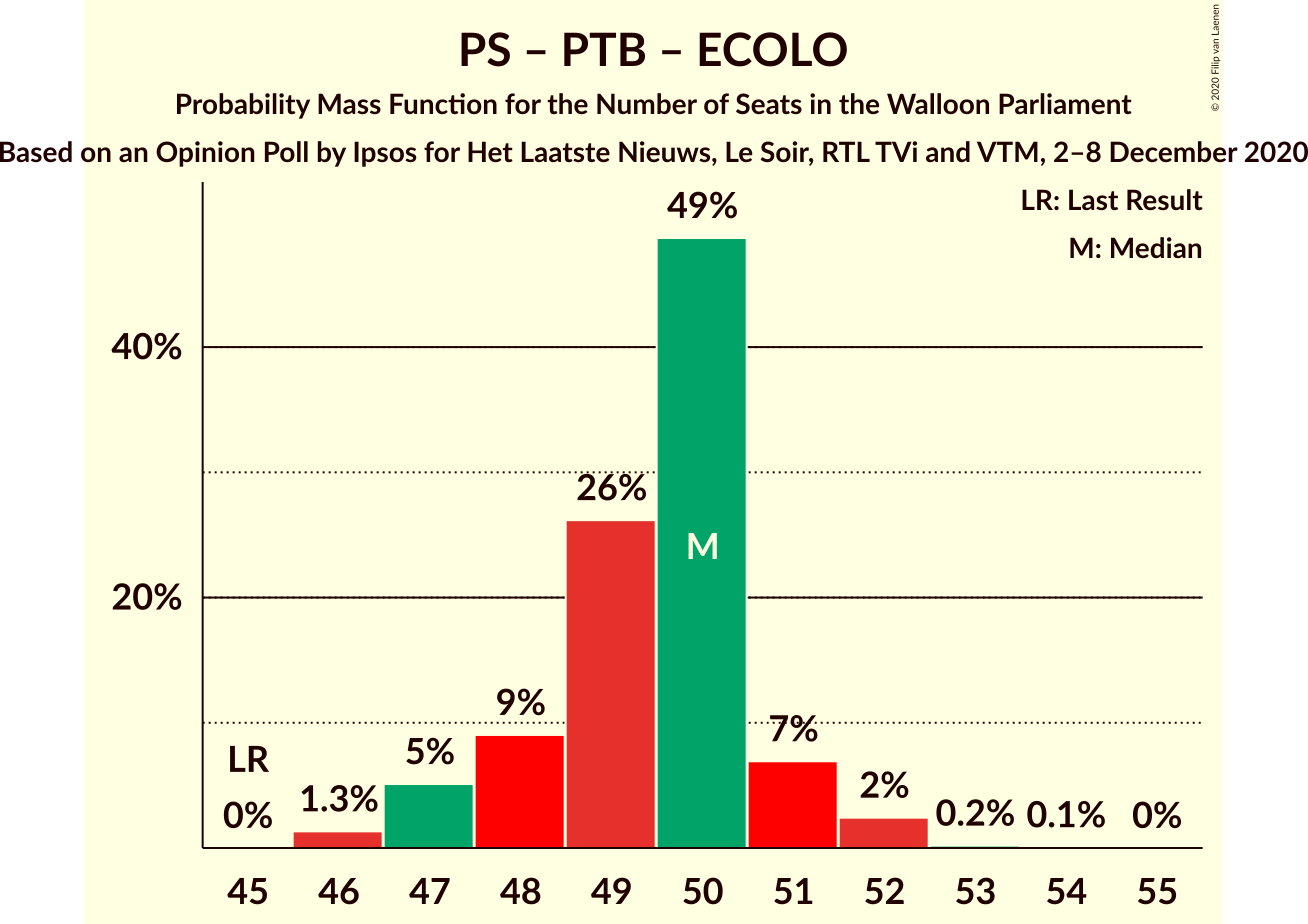 PS – PTB – ECOLO
Probability Mass Function for the Number of Seats in the Walloon Parliament
Based on an Opinion Poll by Ipsos for Het Laatste Nieuws, Le Soir, RTL TVi and VTM, 2–8 December 2020
© 2020 Filip van Laenen
LR: Last Result
M: Median
49%
40%
26%
M
20%
9%
7%
5%
LR
2%
1.3%
0%
0.2%
0.1%
0%
45 46 47 48 49 50 51 52 53 54 55